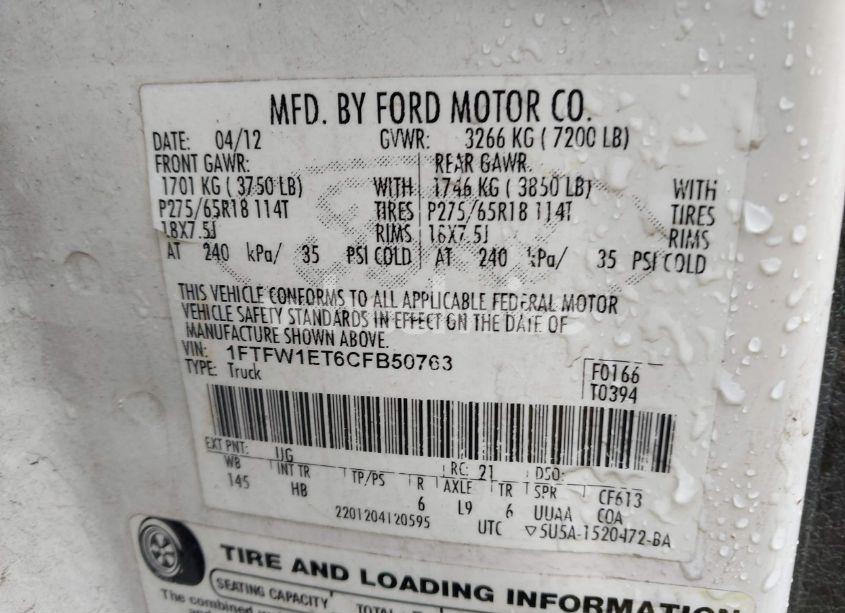 MFD. BY FORD MOTOR CO.
DATE: 04/12 GVWR: 3266 KG ( 7200 LB)
FRONT GAWR: REAR GAWR:
1701 KG ( 3750 LB) WITH 1746 KG ( 3850 LB) WITH
P275/65R18 114T TIRES P275/65R18 114T TIRES
18X7.5J RIMS 18X7.5J RIMS
AT 240 kPa/ 35 PSI COLD AT 240 kPa/ 35 PSI COLD
THIS VEHICLE CONFORMS TO ALL APPLICABLE FEDERAL MOTOR
VEHICLE SAFETY STANDARDS IN EFFECT ON THE DATE OF
MANUFACTURE SHOWN ABOVE.
VIN: 1FTFW1ET6CFB50763
TYPE: Truck
F0166
T0394
EXT PNT: UG RC: 21 DSO:
WB INT TR TP/PS R AXLE TR SPR CF613
145 HB 6 L9 6 UUAA COA
2201204120595 UTC ▽5U5A-1520472-BA
TIRE AND LOADING INFORMATION
SEATING CAPACITY TOTAL
The combined